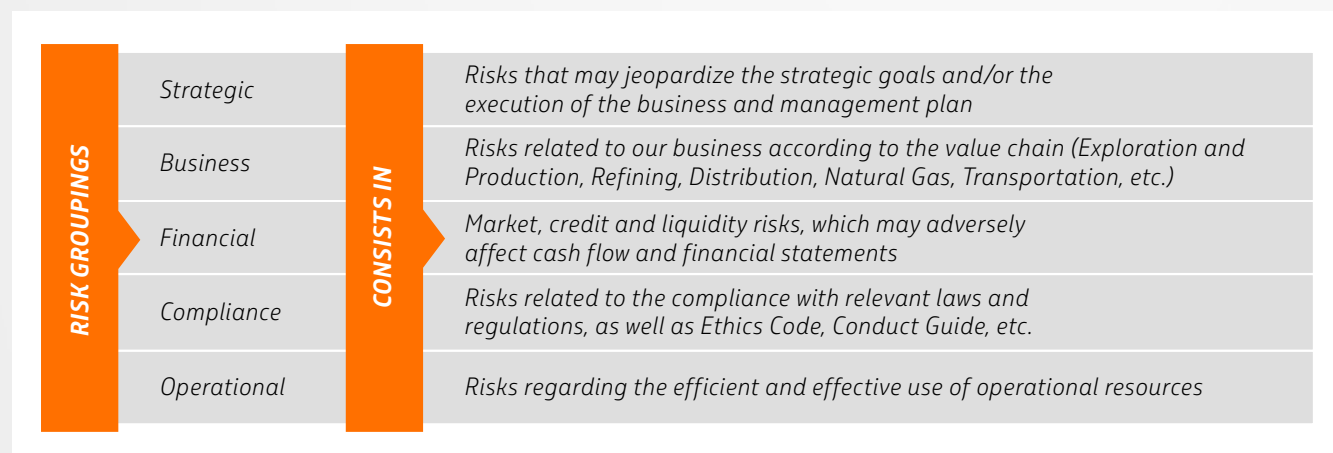 RISK GROUPINGS
CONSISTS IN
Strategic
Risks that may jeopardize the strategic goals and/or the
execution of the business and management plan
Business
Risks related to our business according to the value chain (Exploration and
Production, Refining, Distribution, Natural Gas, Transportation, etc.)
Financial
Market, credit and liquidity risks, which may adversely
affect cash flow and financial statements
Compliance
Risks related to the compliance with relevant laws and
regulations, as well as Ethics Code, Conduct Guide, etc.
Operational
Risks regarding the efficient and effective use of operational resources